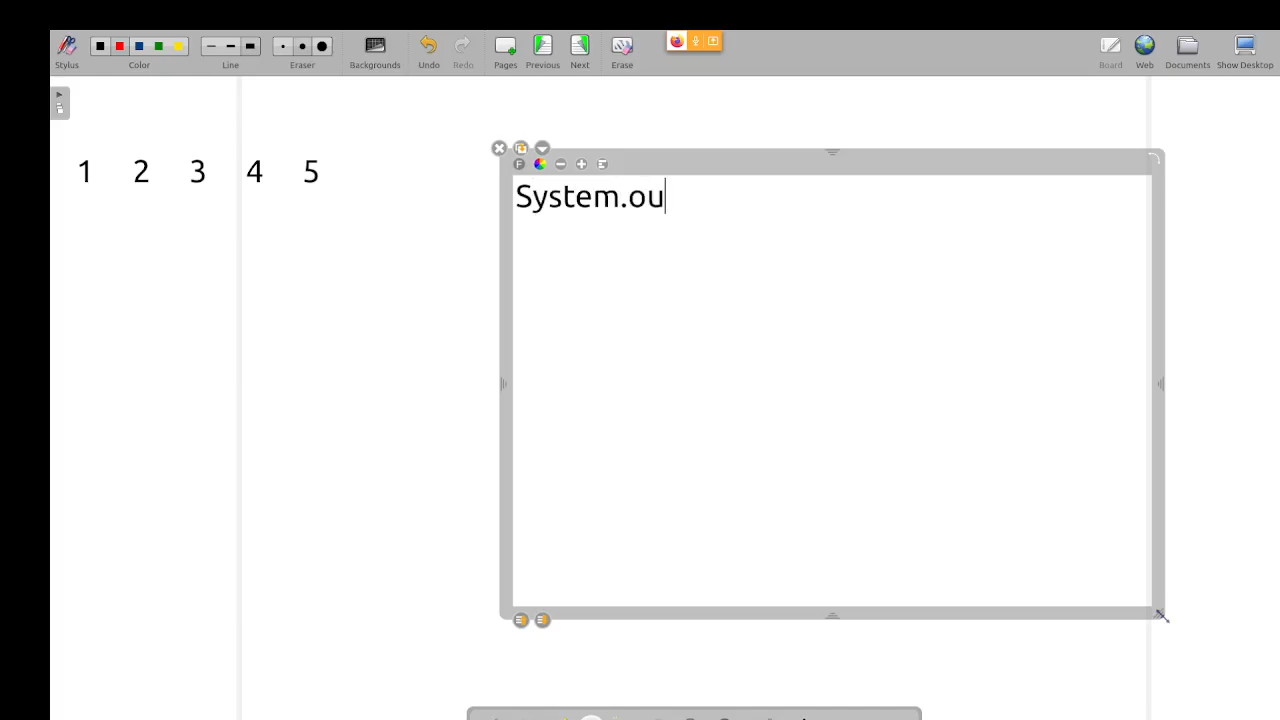 Stylus Color Line Eraser Backgrounds Undo Redo Pages Previous Next Erase Board Web Documents Show Desktop
1 2 3 4 5
F
System.ou